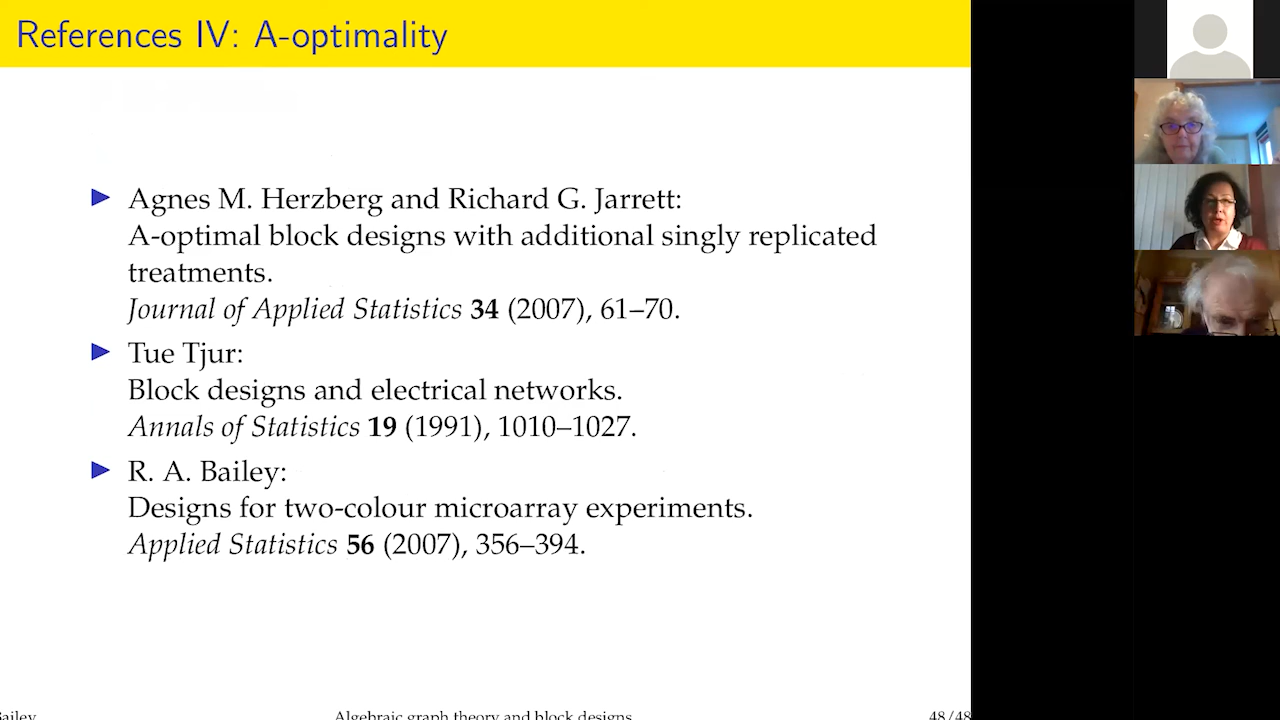 References IV: A-optimality
▶ Agnes M. Herzberg and Richard G. Jarrett:
A-optimal block designs with additional singly replicated
treatments.
Journal of Applied Statistics 34 (2007), 61–70.
▶ Tue Tjur:
Block designs and electrical networks.
Annals of Statistics 19 (1991), 1010–1027.
▶ R. A. Bailey:
Designs for two-colour microarray experiments.
Applied Statistics 56 (2007), 356–394.
Bailey Algebraic graph theory and block designs 48/48